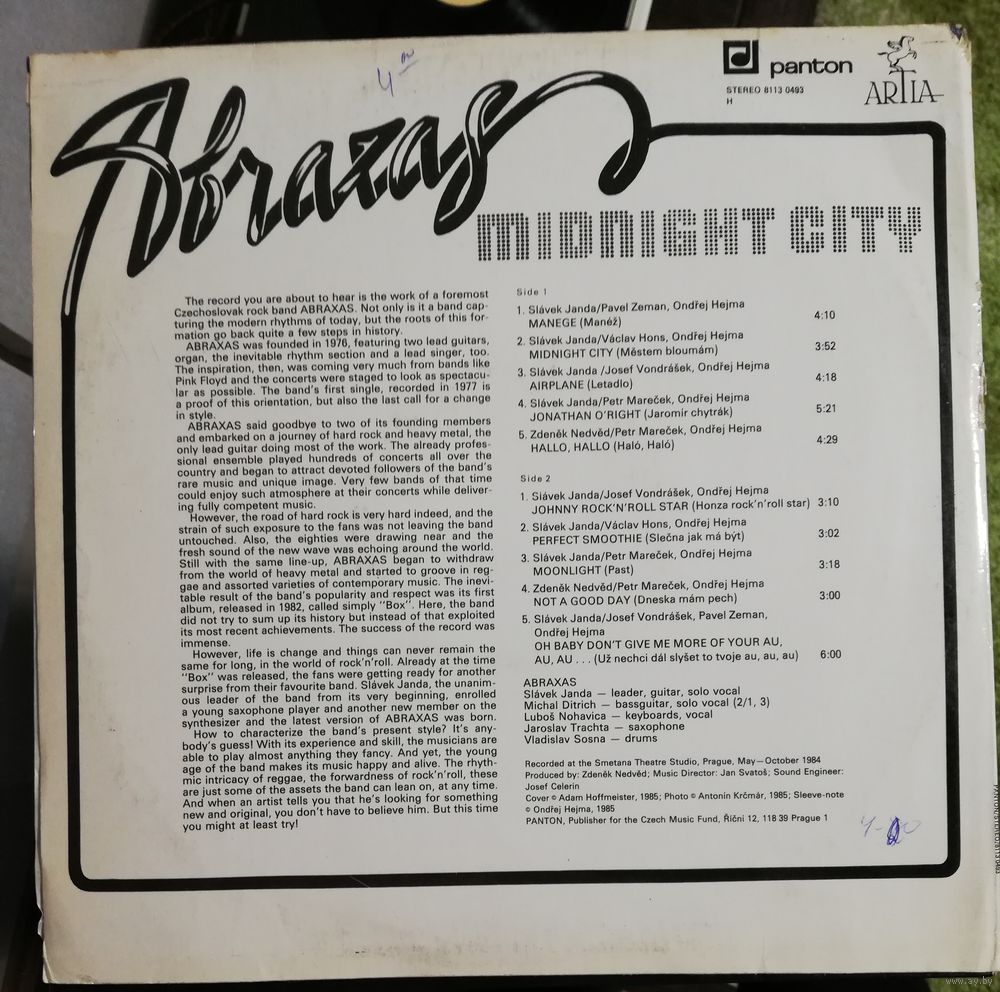 4 00
panton
STEREO 8113 0493
H
ARTIA
Abraxas
MIDNIGHT CITY
The record you are about to hear is the work of a foremost
Czechoslovak rock band ABRAXAS. Not only is it a band cap-
turing the modern rhythms of today, but the roots of this for-
mation go back quite a few steps in history.
ABRAXAS was founded in 1976, featuring two lead guitars,
organ, the inevitable rhythm section and a lead singer, too.
The inspiration, then, was coming very much from bands like
Pink Floyd and the concerts were staged to look as spectacu-
lar as possible. The band's first single, recorded in 1977 is
a proof of this orientation, but also the last call for a change
in style.
ABRAXAS said goodbye to two of its founding members
and embarked on a journey of hard rock and heavy metal, the
only lead guitar doing most of the work. The already profes-
sional ensemble played hundreds of concerts all over the
country and began to attract devoted followers of the band's
rare music and unique image. Very few bands of that time
could enjoy such atmosphere at their concerts while deliver-
ing fully competent music.
However, the road of hard rock is very hard indeed, and the
strain of such exposure to the fans was not leaving the band
untouched. Also, the eighties were drawing near and the
fresh sound of the new wave was echoing around the world.
Still with the same line-up, ABRAXAS began to withdraw
from the world of heavy metal and started to groove in reg-
gae and assorted varieties of contemporary music. The inevi-
table result of the band's popularity and respect was its first
album, released in 1982, called simply "Box". Here, the band
did not try to sum up its history but instead of that exploited
its most recent achievements. The success of the record was
immense.
However, life is change and things can never remain the
same for long, in the world of rock'n'roll. Already at the time
"Box" was released, the fans were getting ready for another
surprise from their favourite band. Slávek Janda, the unanim-
ous leader of the band from its very beginning, enrolled
a young saxophone player and another new member on the
synthesizer and the latest version of ABRAXAS was born.
How to characterize the band's present style? It's any-
body's guess! With its experience and skill, the musicians are
able to play almost anything they fancy. And yet, the young
age of the band makes its music happy and alive. The rhyth-
mic intricacy of reggae, the forwardness of rock'n'roll, these
are just some of the assets the band can lean on, at any time.
And when an artist tells you that he's looking for something
new and original, you don't have to believe him. But this time
you might at least try!
Side 1
1. Slávek Janda/Pavel Zeman, Ondřej Hejma
MANEGE (Manéž) 4:10
2. Slávek Janda/Václav Hons, Ondřej Hejma
MIDNIGHT CITY (Městem bloumám) 3:52
3. Slávek Janda /Josef Vondrášek, Ondřej Hejma
AIRPLANE (Letadlo) 4:18
4. Slávek Janda/Petr Mareček, Ondřej Hejma
JONATHAN O'RIGHT (Jaromír chytrák) 5:21
5. Zdeněk Nedvěd/Petr Mareček, Ondřej Hejma
HALLO, HALLO (Haló, Haló) 4:29
Side 2
1. Slávek Janda/Josef Vondrášek, Ondřej Hejma
JOHNNY ROCK'N'ROLL STAR (Honza rock'n'roll star) 3:10
2. Slávek Janda/Václav Hons, Ondřej Hejma
PERFECT SMOOTHIE (Slečna jak má být) 3:02
3. Slávek Janda/Petr Mareček, Ondřej Hejma
MOONLIGHT (Past) 3:18
4. Zdeněk Nedvěd/Petr Mareček, Ondřej Hejma
NOT A GOOD DAY (Dneska mám pech) 3:00
5. Slávek Janda/Josef Vondrášek, Pavel Zeman,
Ondřej Hejma
OH BABY DON'T GIVE ME MORE OF YOUR AU,
AU, AU . . . (Už nechci dál slyšet to tvoje au, au, au) 6:00
ABRAXAS
Slávek Janda — leader, guitar, solo vocal
Michal Ditrich — bassguitar, solo vocal (2/1, 3)
Luboš Nohavica — keyboards, vocal
Jaroslav Trachta — saxophone
Vladislav Sosna — drums
Recorded at the Smetana Theatre Studio, Prague, May—October 1984
Produced by: Zdeněk Nedvěd; Music Director: Jan Svatoš; Sound Engineer:
Josef Celerin
Cover © Adam Hoffmeister, 1985; Photo © Antonín Krčmár, 1985; Sleeve-note
© Ondřej Hejma, 1985
PANTON, Publisher for the Czech Music Fund, Říční 12, 118 39 Prague 1
www.ay.by